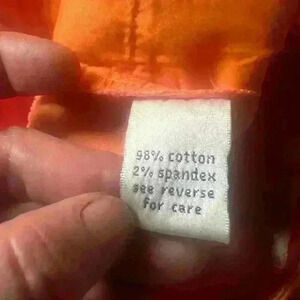 98% cotton
2% spandex
see reverse
for care